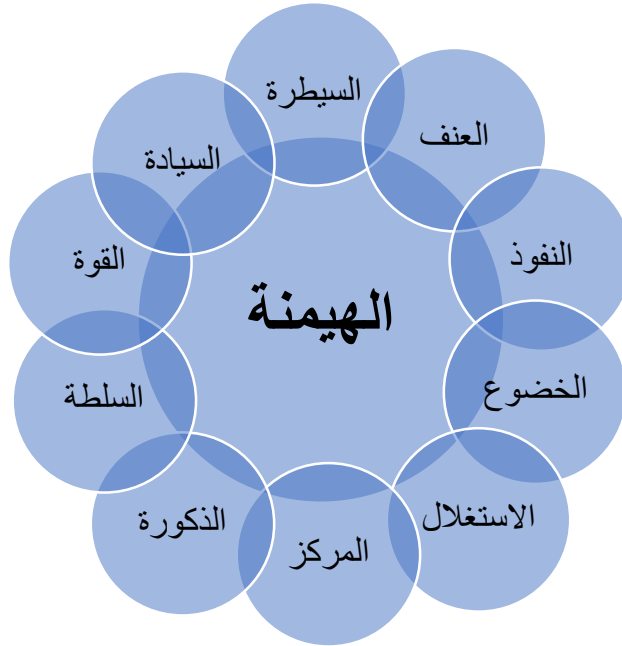 السيطرة
العنف
النفوذ
الخضوع
الاستغلال
المركز
الذكورة
السلطة
القوة
السيادة
الهيمنة